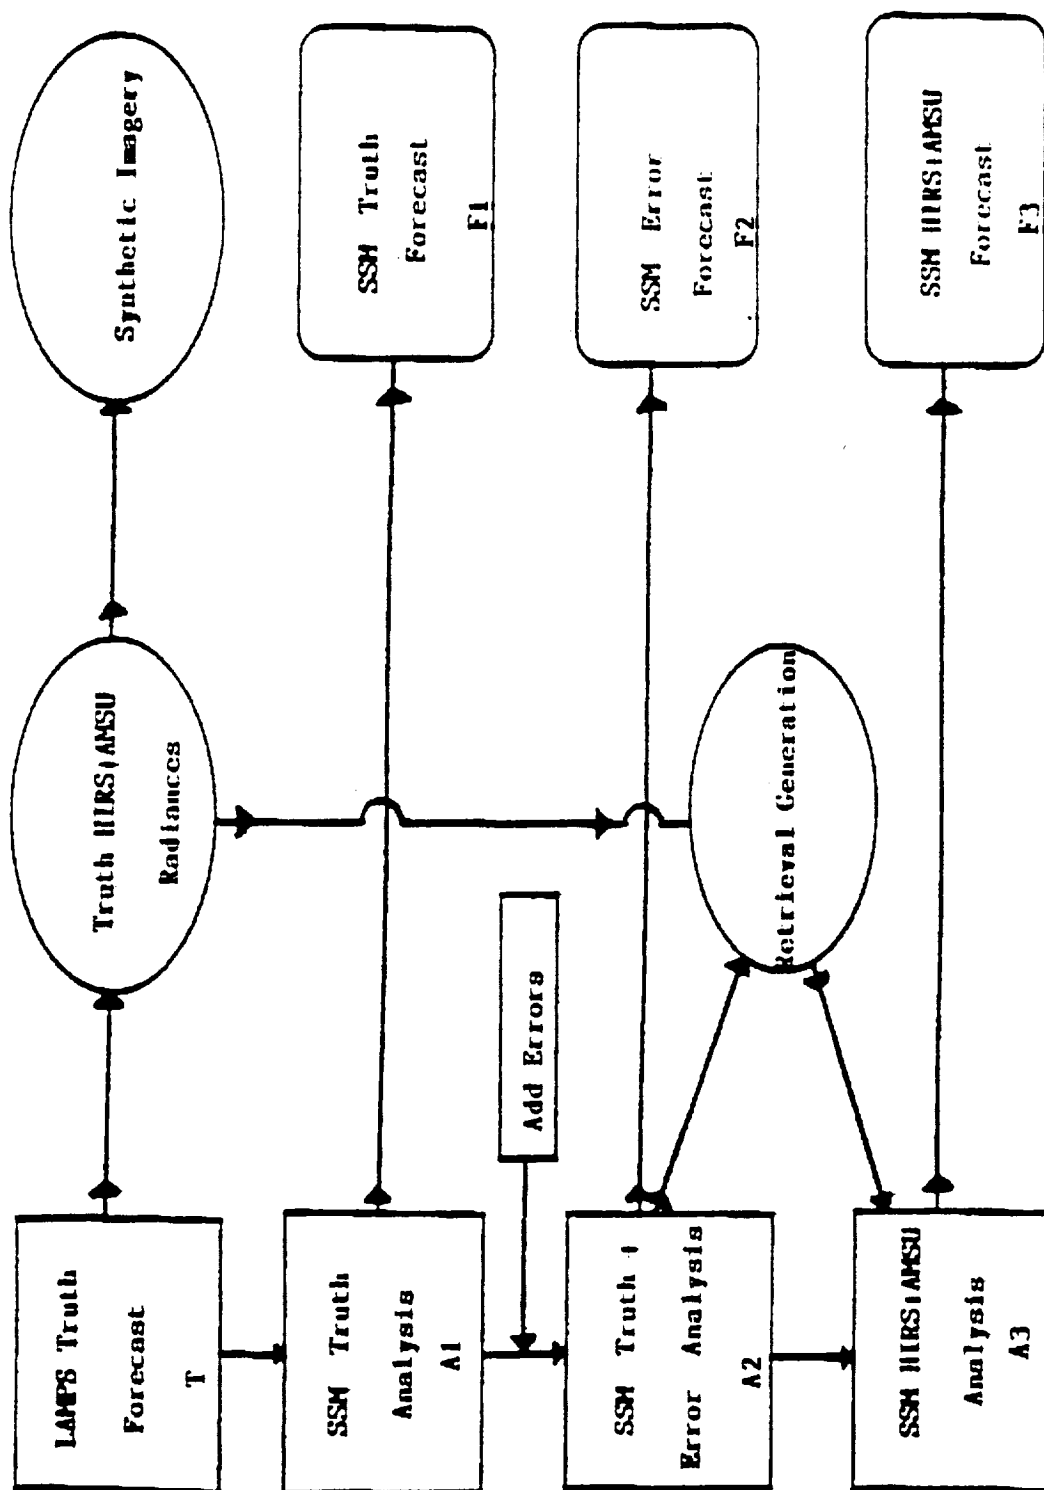 LAMPS Truth
Forecast
T
Truth HIRS+AMSU
Radiances
Synthetic Imagery
SSM Truth
Analysis
A1
SSM Truth
Forecast
F1
Add Errors
SSM Truth +
Error Analysis
A2
SSM Error
Forecast
F2
Retrieval Generation
SSM HIRS+AMSU
Analysis
A3
SSM HIRS+AMSU
Forecast
F3